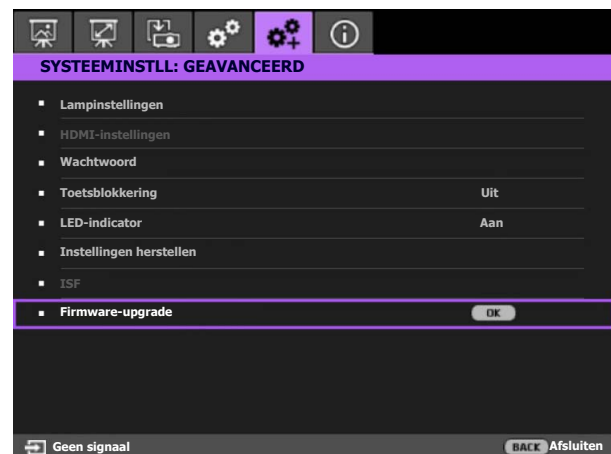 SYSTEEMINSTLL: GEAVANCEERD
Lampinstellingen
HDMI-instellingen
Wachtwoord
Toetsblokkering Uit
LED-indicator Aan
Instellingen herstellen
ISF
Firmware-upgrade OK
Geen signaal BACK Afsluiten